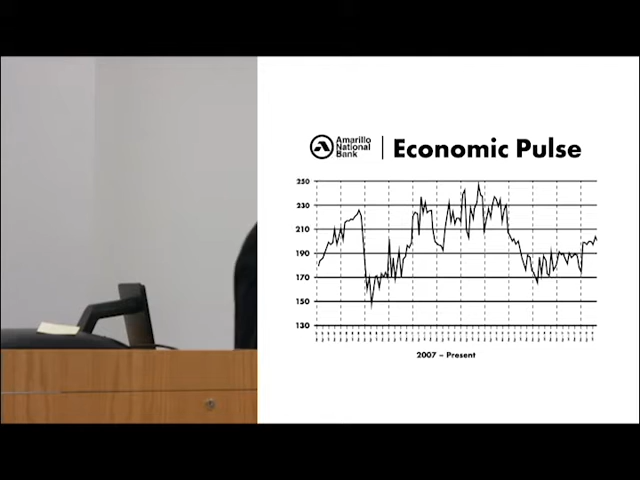 Amarillo
National
Bank
Economic Pulse
250
230
210
190
170
150
130
2007 – Present